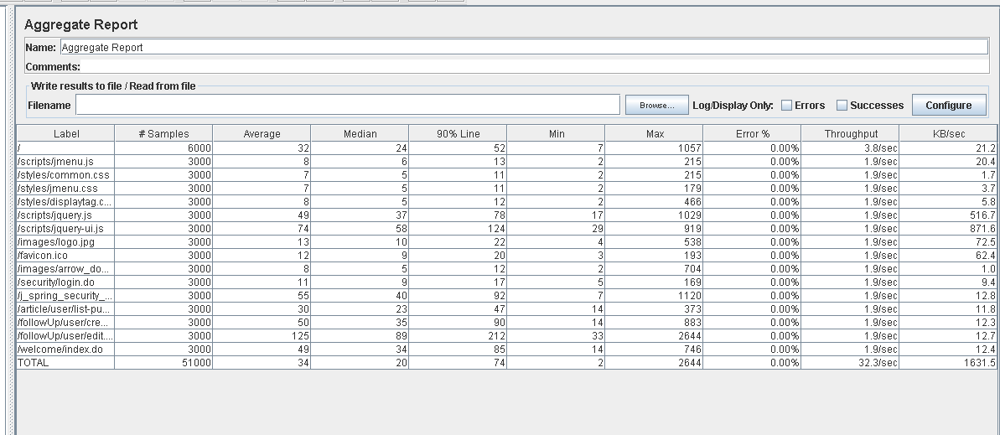 Aggregate Report
Name: Aggregate Report
Comments:
Write results to file / Read from file
Filename Browse... Log/Display Only: Errors Successes Configure
Label # Samples Average Median 90% Line Min Max Error % Throughput KB/sec
/ 6000 32 24 52 7 1057 0.00% 3.8/sec 21.2
/scripts/jmenu.js 3000 8 6 13 2 215 0.00% 1.9/sec 20.4
/styles/common.css 3000 7 5 11 2 215 0.00% 1.9/sec 1.7
/styles/jmenu.css 3000 7 5 11 2 179 0.00% 1.9/sec 3.7
/styles/displaytag.c... 3000 8 5 12 2 466 0.00% 1.9/sec 5.8
/scripts/jquery.js 3000 49 37 78 17 1029 0.00% 1.9/sec 516.7
/scripts/jquery-ui.js 3000 74 58 124 29 919 0.00% 1.9/sec 871.6
/images/logo.jpg 3000 13 10 22 4 538 0.00% 1.9/sec 72.5
/favicon.ico 3000 12 9 20 3 193 0.00% 1.9/sec 62.4
/images/arrow_do... 3000 8 5 12 2 704 0.00% 1.9/sec 1.0
/security/login.do 3000 11 9 17 5 169 0.00% 1.9/sec 9.4
/j_spring_security_... 3000 55 40 92 7 1120 0.00% 1.9/sec 12.8
/article/user/list-pu... 3000 30 23 47 14 373 0.00% 1.9/sec 11.8
/followUp/user/cre... 3000 50 35 90 14 883 0.00% 1.9/sec 12.3
/followUp/user/edit.... 3000 125 89 212 33 2644 0.00% 1.9/sec 12.7
/welcome/index.do 3000 49 34 85 14 746 0.00% 1.9/sec 12.4
TOTAL 51000 34 20 74 2 2644 0.00% 32.3/sec 1631.5